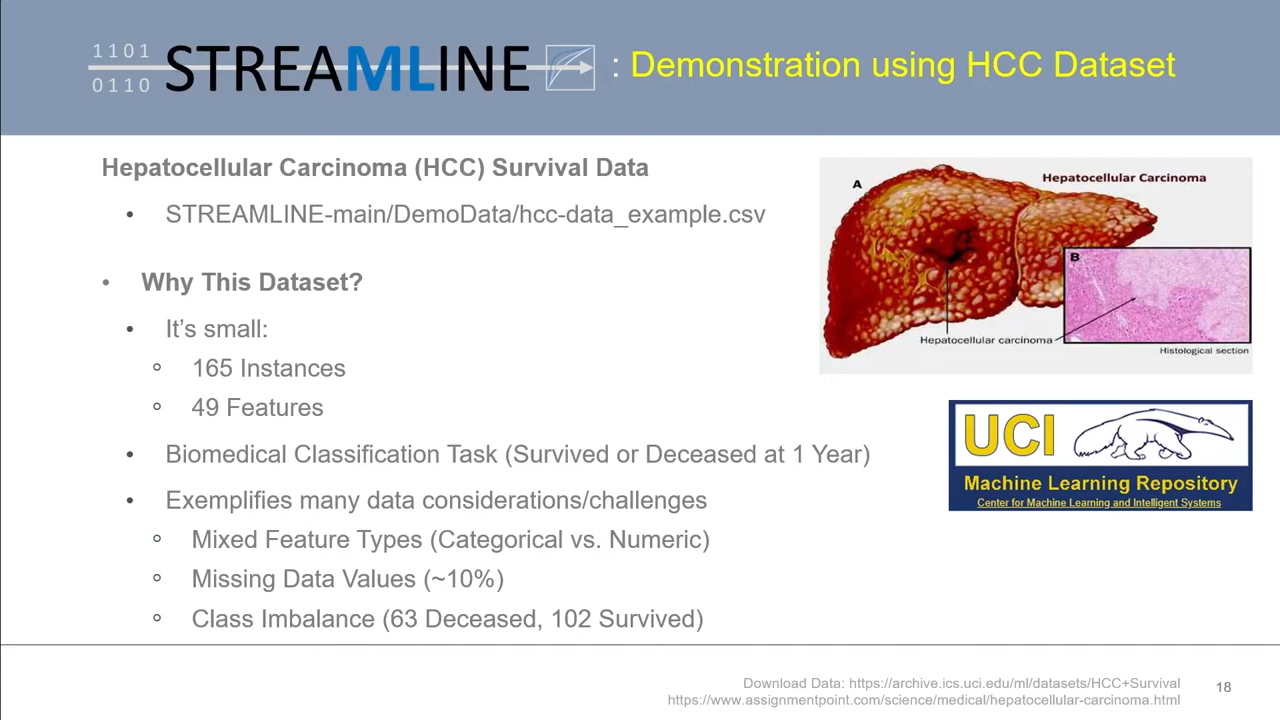 1101
0110
STREAMLINE
: Demonstration using HCC Dataset
Hepatocellular Carcinoma (HCC) Survival Data
• STREAMLINE-main/DemoData/hcc-data_example.csv
• Why This Dataset?
• It's small:
○ 165 Instances
○ 49 Features
• Biomedical Classification Task (Survived or Deceased at 1 Year)
• Exemplifies many data considerations/challenges
○ Mixed Feature Types (Categorical vs. Numeric)
○ Missing Data Values (~10%)
○ Class Imbalance (63 Deceased, 102 Survived)
A
Hepatocellular Carcinoma
B
Hepatocellular carcinoma
Histological section
UCI
Machine Learning Repository
Center for Machine Learning and Intelligent Systems
Download Data: https://archive.ics.uci.edu/ml/datasets/HCC+Survival
https://www.assignmentpoint.com/science/medical/hepatocellular-carcinoma.html
18